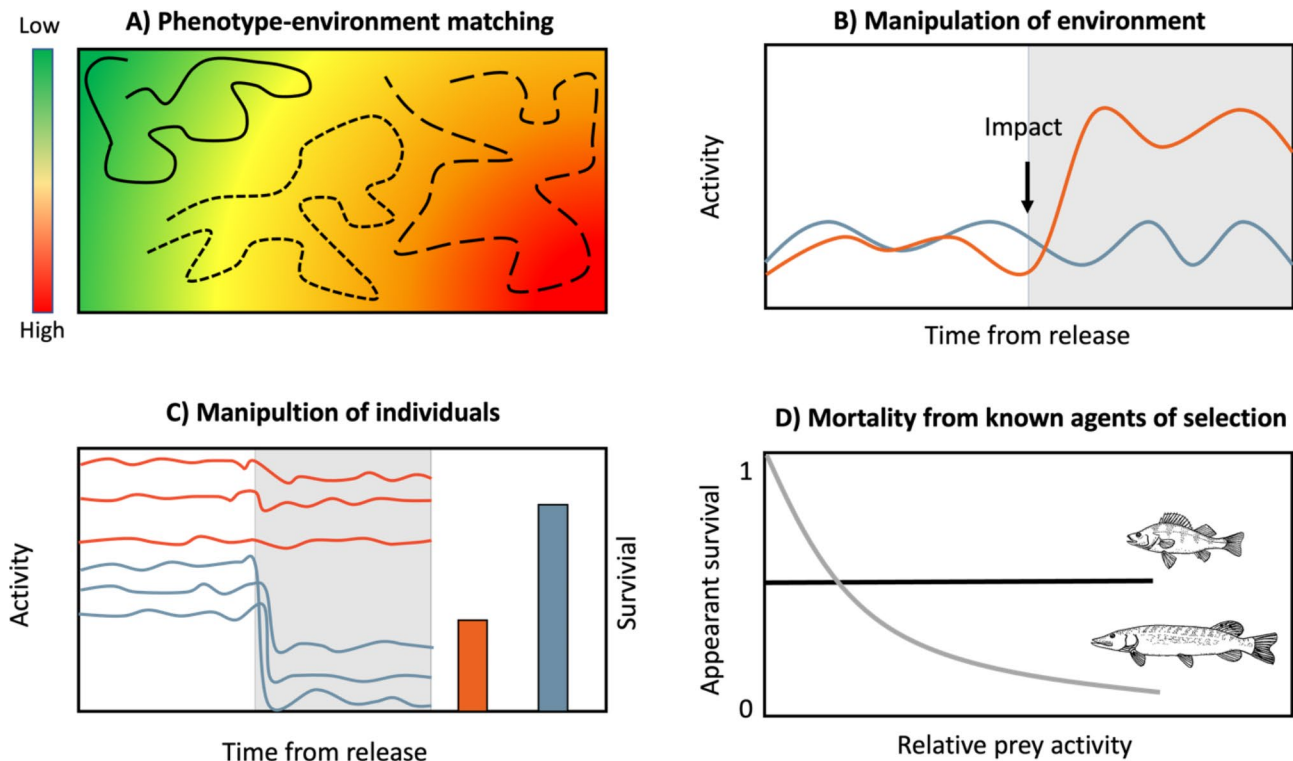 A) Phenotype-environment matching
Low
High
B) Manipulation of environment
Activity
Impact
Time from release
C) Manipultion of individuals
Activity
Survivial
Time from release
D) Mortality from known agents of selection
Appearant survival
1
0
Relative prey activity